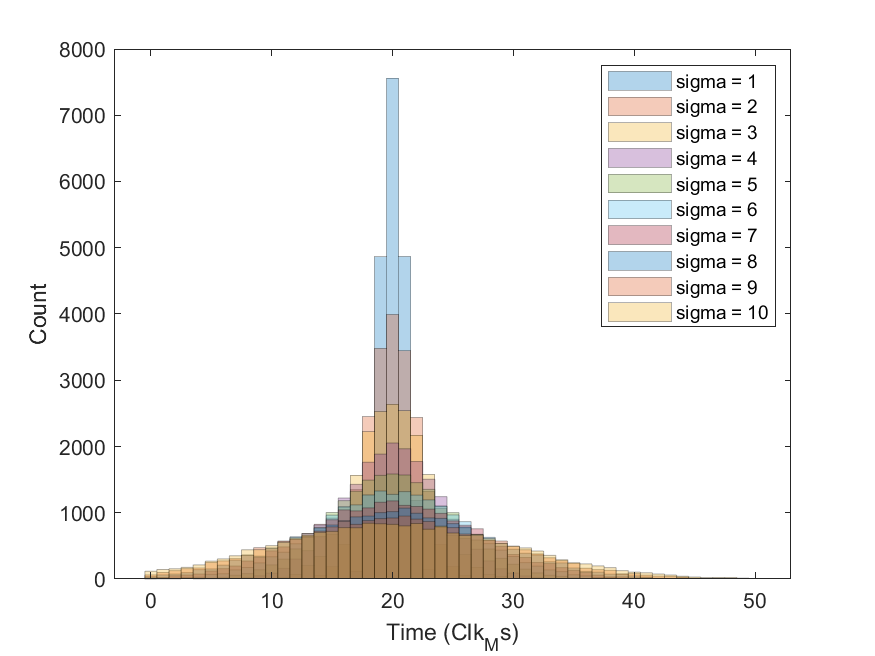 8000
7000
6000
5000
4000
3000
2000
1000
0
Count
sigma = 1
sigma = 2
sigma = 3
sigma = 4
sigma = 5
sigma = 6
sigma = 7
sigma = 8
sigma = 9
sigma = 10
0 10 20 30 40 50
Time (Clk_Ms)